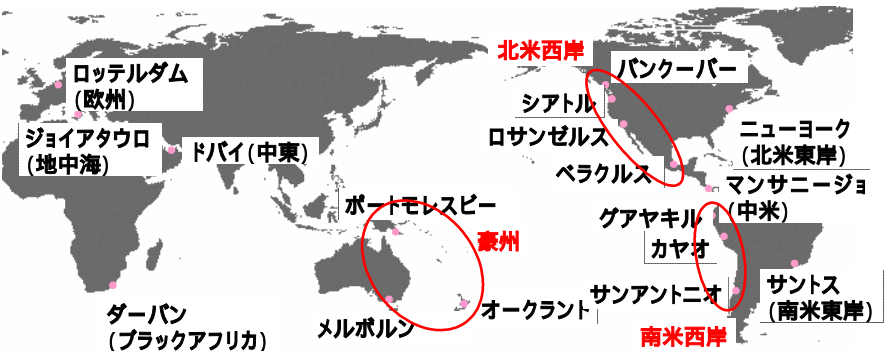 北米西岸
ロッテルダム
(欧州)
バンクーバー
シアトル
ジョイアタウロ
(地中海)
ドバイ(中東)
ロサンゼルス
ニューヨーク
(北米東岸)
ベラクルス
マンサニージョ
(中米)
ポートモレスビー
グアヤキル
豪州
カヤオ
サンアントニオ
サントス
(南米東岸)
オークラント
ダーバン
(ブラックアフリカ)
メルボルン
南米西岸